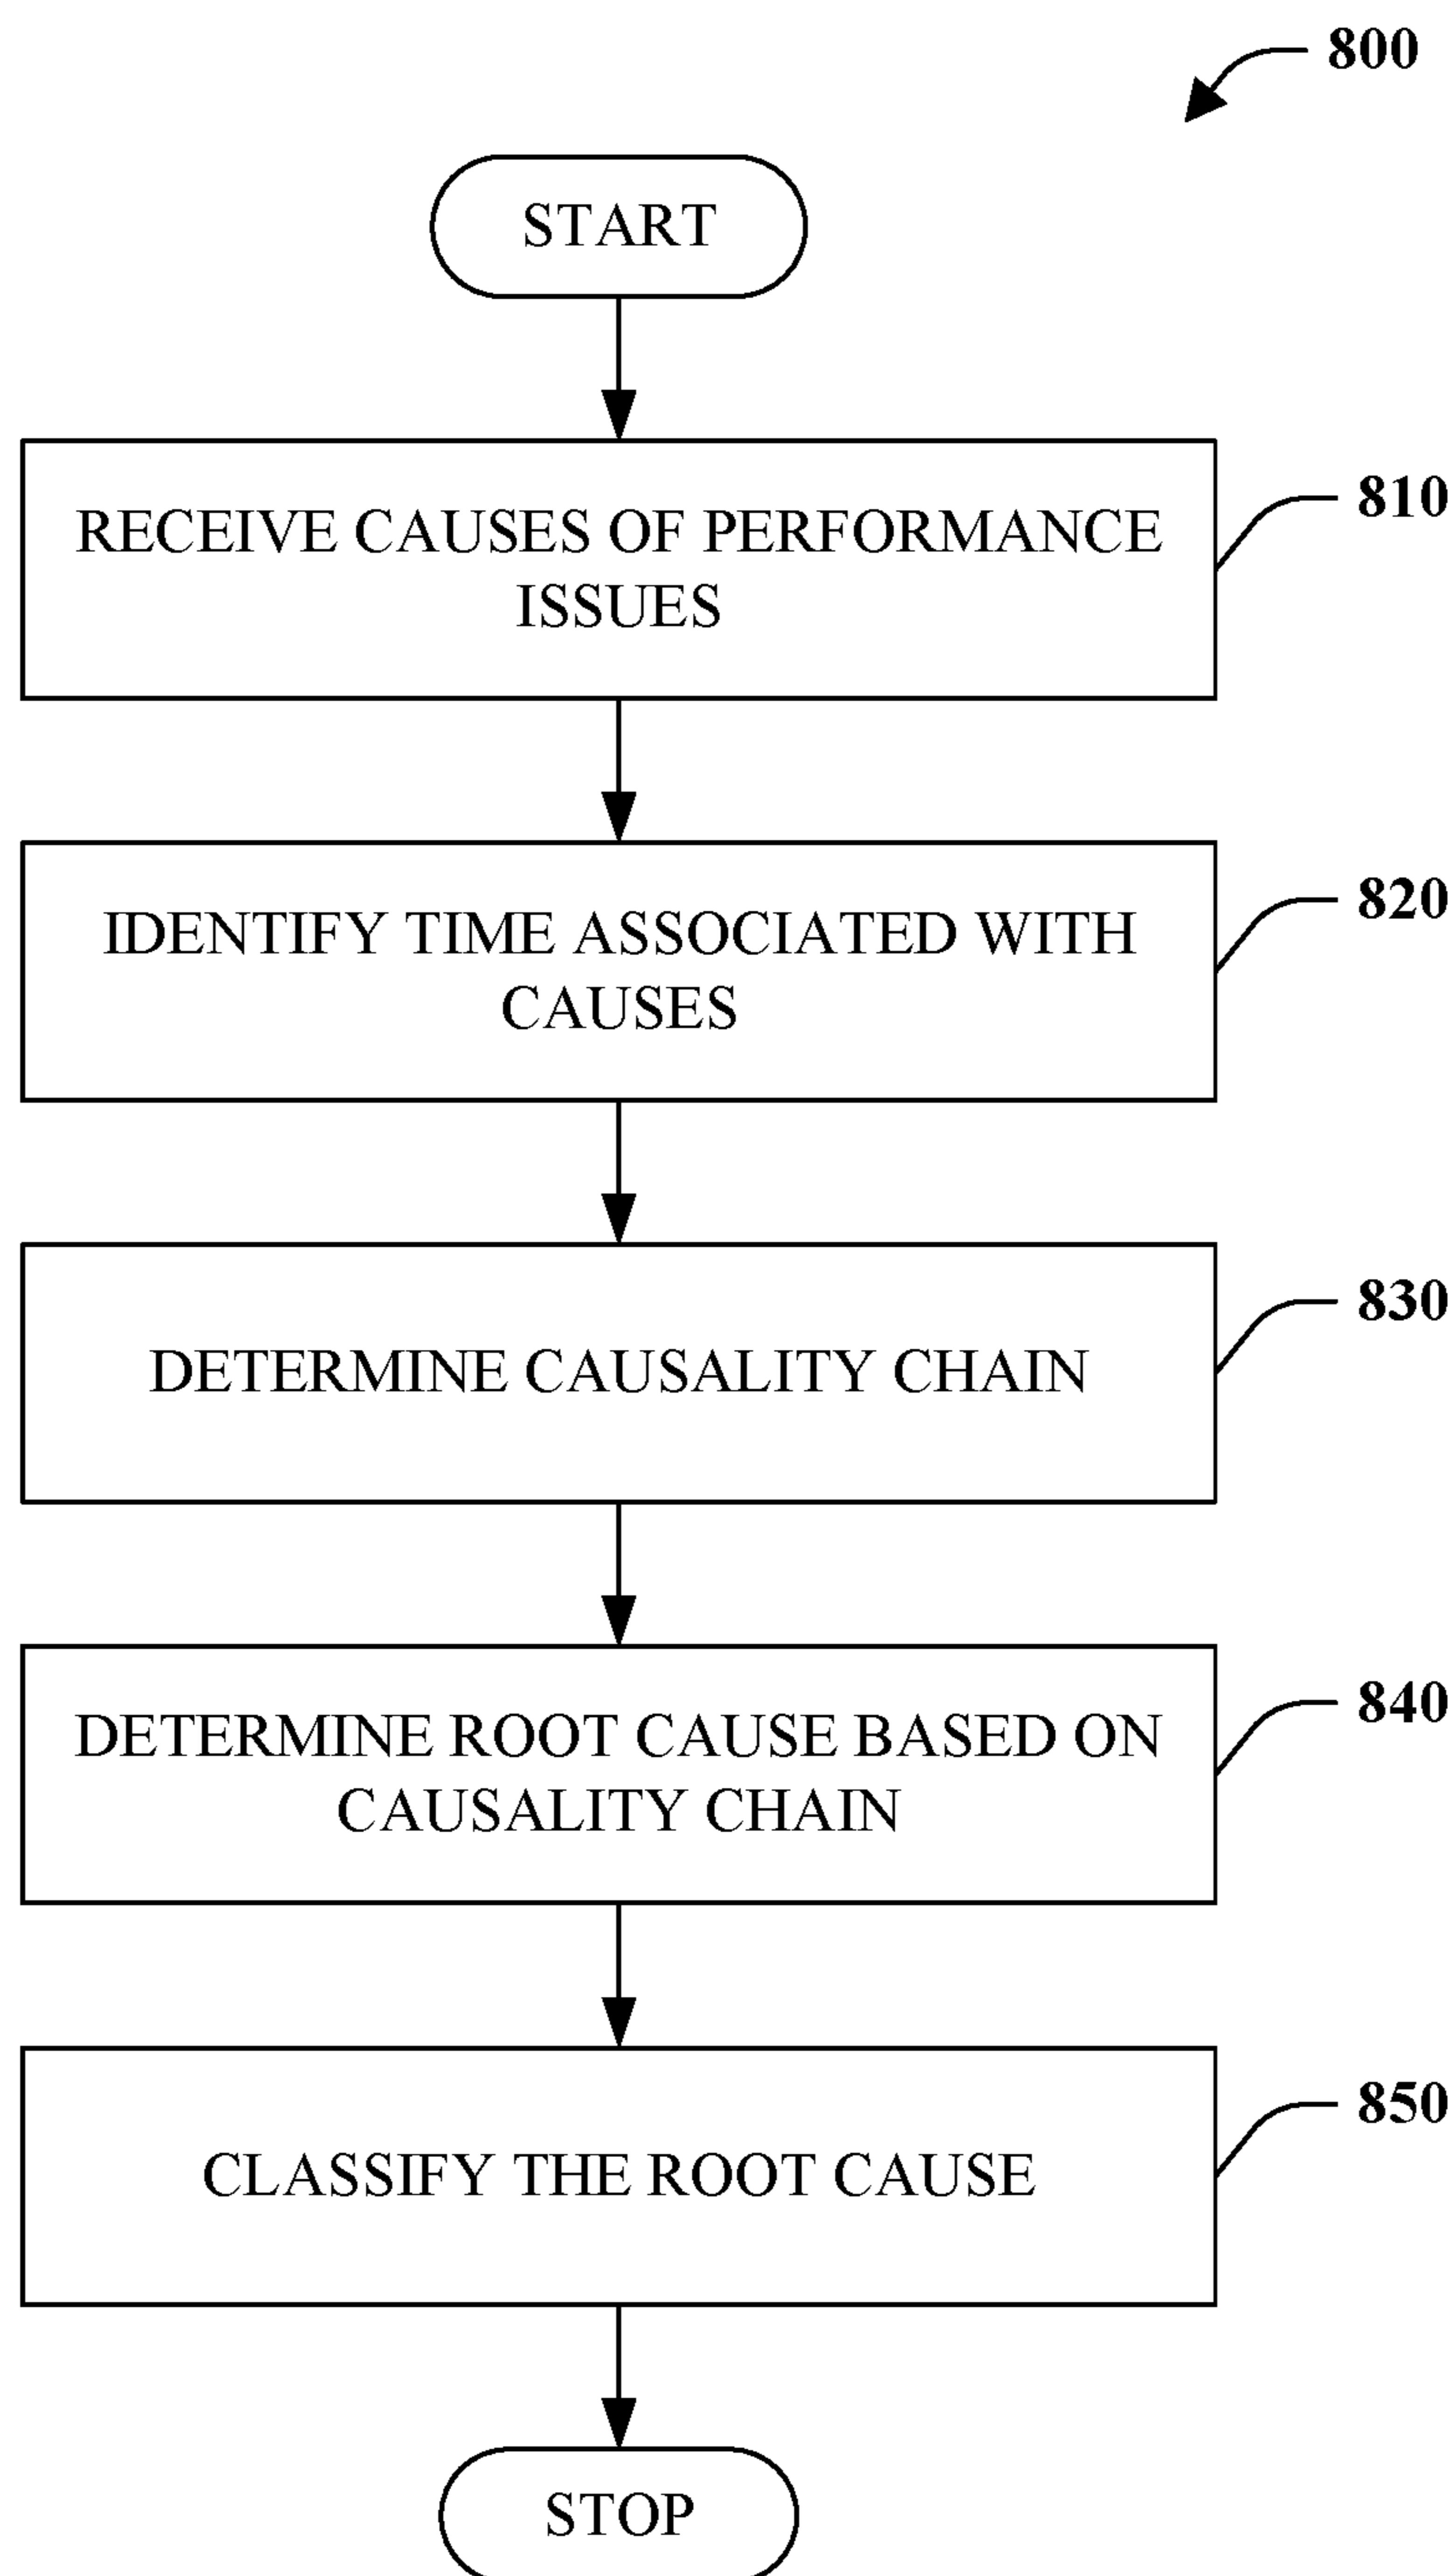 800
START
RECEIVE CAUSES OF PERFORMANCE
ISSUES
810
IDENTIFY TIME ASSOCIATED WITH
CAUSES
820
DETERMINE CAUSALITY CHAIN
830
DETERMINE ROOT CAUSE BASED ON
CAUSALITY CHAIN
840
CLASSIFY THE ROOT CAUSE
850
STOP